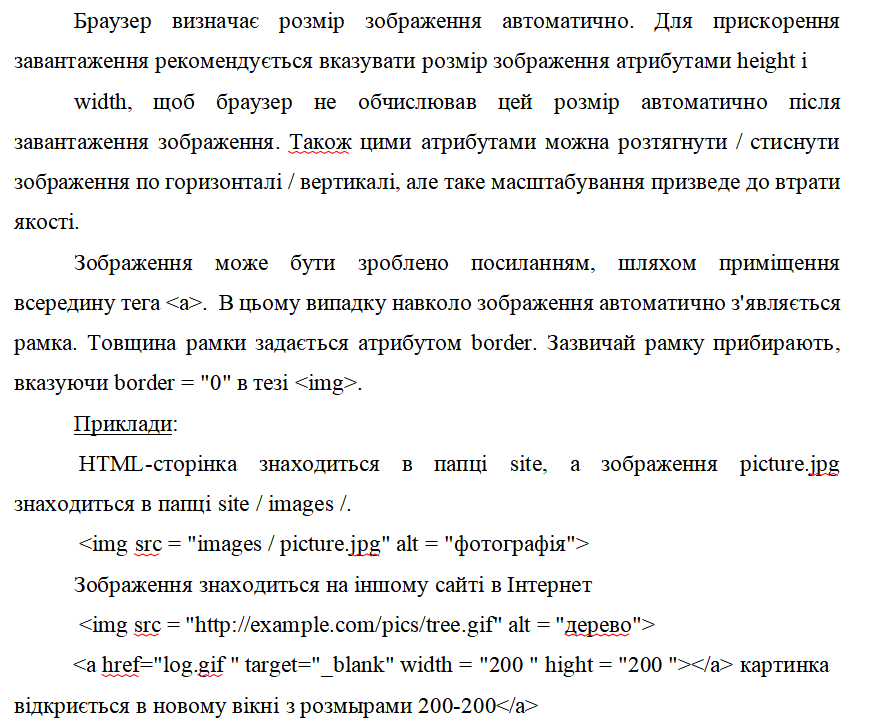 Браузер визначає розмір зображення автоматично. Для прискорення
завантаження рекомендується вказувати розмір зображення атрибутами height і
width, щоб браузер не обчислював цей розмір автоматично після
завантаження зображення. Також цими атрибутами можна розтягнути / стиснути
зображення по горизонталі / вертикалі, але таке масштабування призведе до втрати
якості.
Зображення може бути зроблено посиланням, шляхом приміщення
всередину тега <a>.  В цьому випадку навколо зображення автоматично з'являється
рамка. Товщина рамки задається атрибутом border. Зазвичай рамку прибирають,
вказуючи border = "0" в тезі <img>.
Приклади:
HTML-сторінка знаходиться в папці site, а зображення picture.jpg
знаходиться в папці site / images /.
<img src = "images / picture.jpg" alt = "фотографія">
Зображення знаходиться на іншому сайті в Інтернет
<img src = "http://example.com/pics/tree.gif" alt = "дерево">
<a href="log.gif " target="_blank" width = "200 " hight = "200 "></a> картинка
відкриється в новому вікні з розмырами 200-200</a>